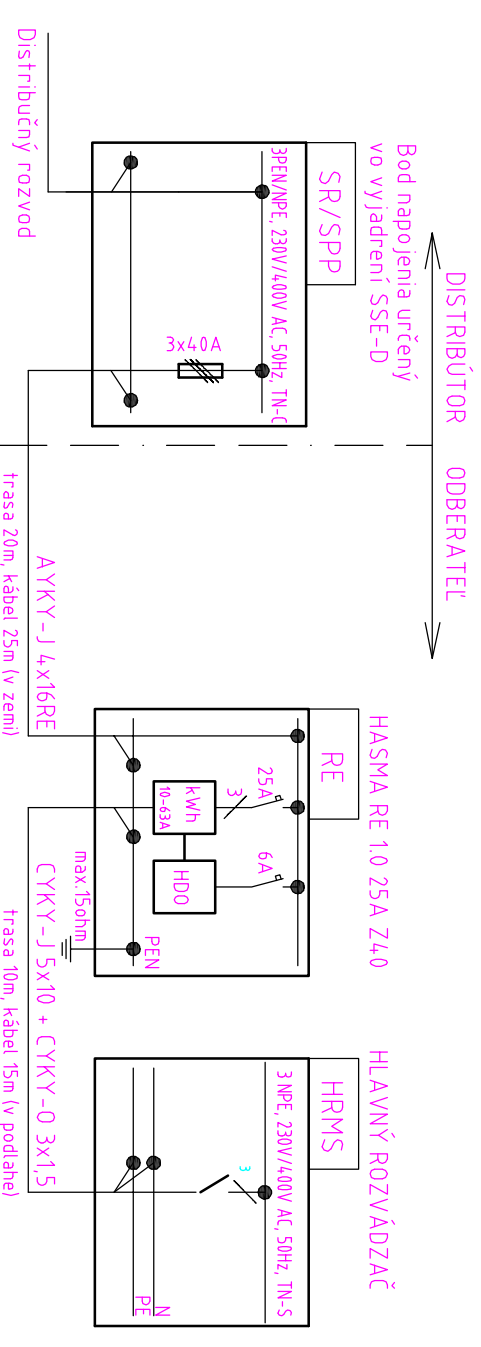 DISTRIBÚTOR
ODBERATEĽ
Bod napojenia určený
vo vyjadrení SSE-D
SR/SPP
3PEN/NPE, 230V/400V AC, 50Hz, TN-C
3x40A
Distribučný rozvod
AYKY-J 4x16RE
trasa 20m, kábel 25m (v zemi)
HASMA RE 1.0 25A Z40
RE
25A
6A
3
kWh
10-63A
HDO
PEN
max.15ohm
CYKY-J 5x10 + CYKY-O 3x1,5
trasa 10m, kábel 15m (v podlahe)
HLAVNÝ ROZVÁDZAČ
HRMS
3 NPE, 230V/400V AC, 50Hz, TN-S
3
N
PE